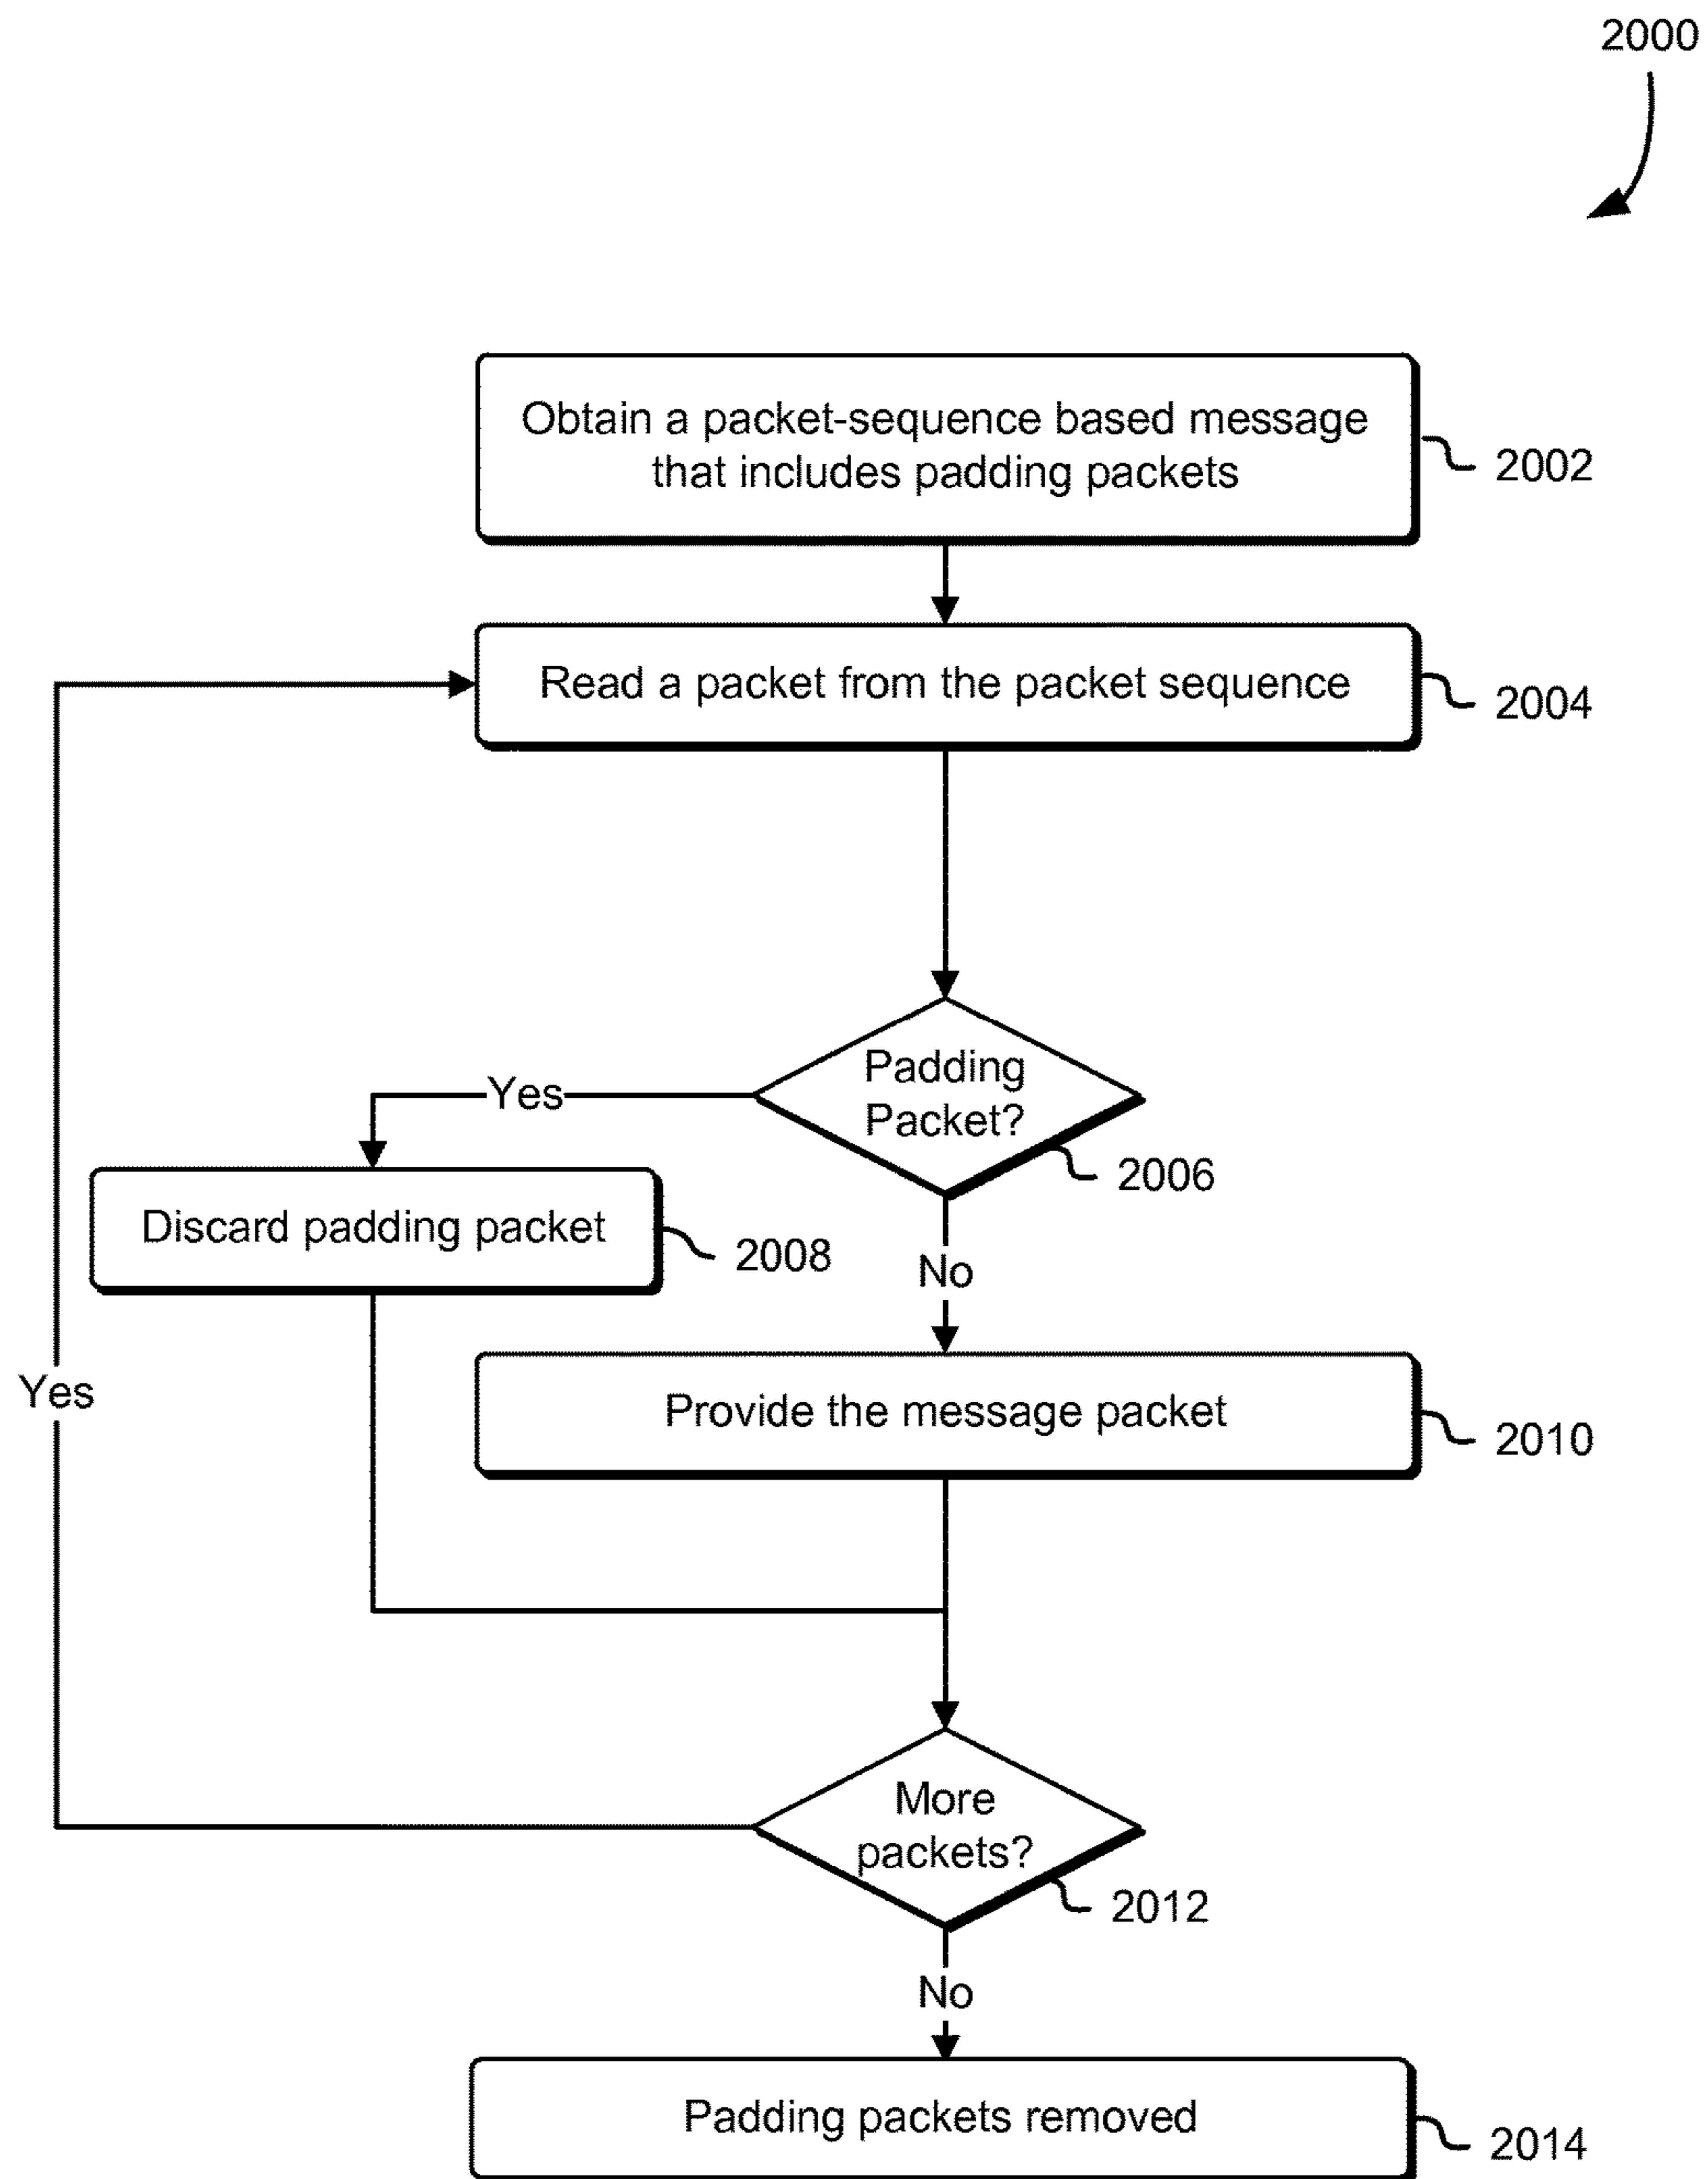 2000
Obtain a packet-sequence based message
that includes padding packets
2002
Read a packet from the packet sequence
2004
Padding
Packet?
Yes
2006
Discard padding packet
2008
No
Yes
Provide the message packet
2010
More
packets?
2012
No
Padding packets removed
2014